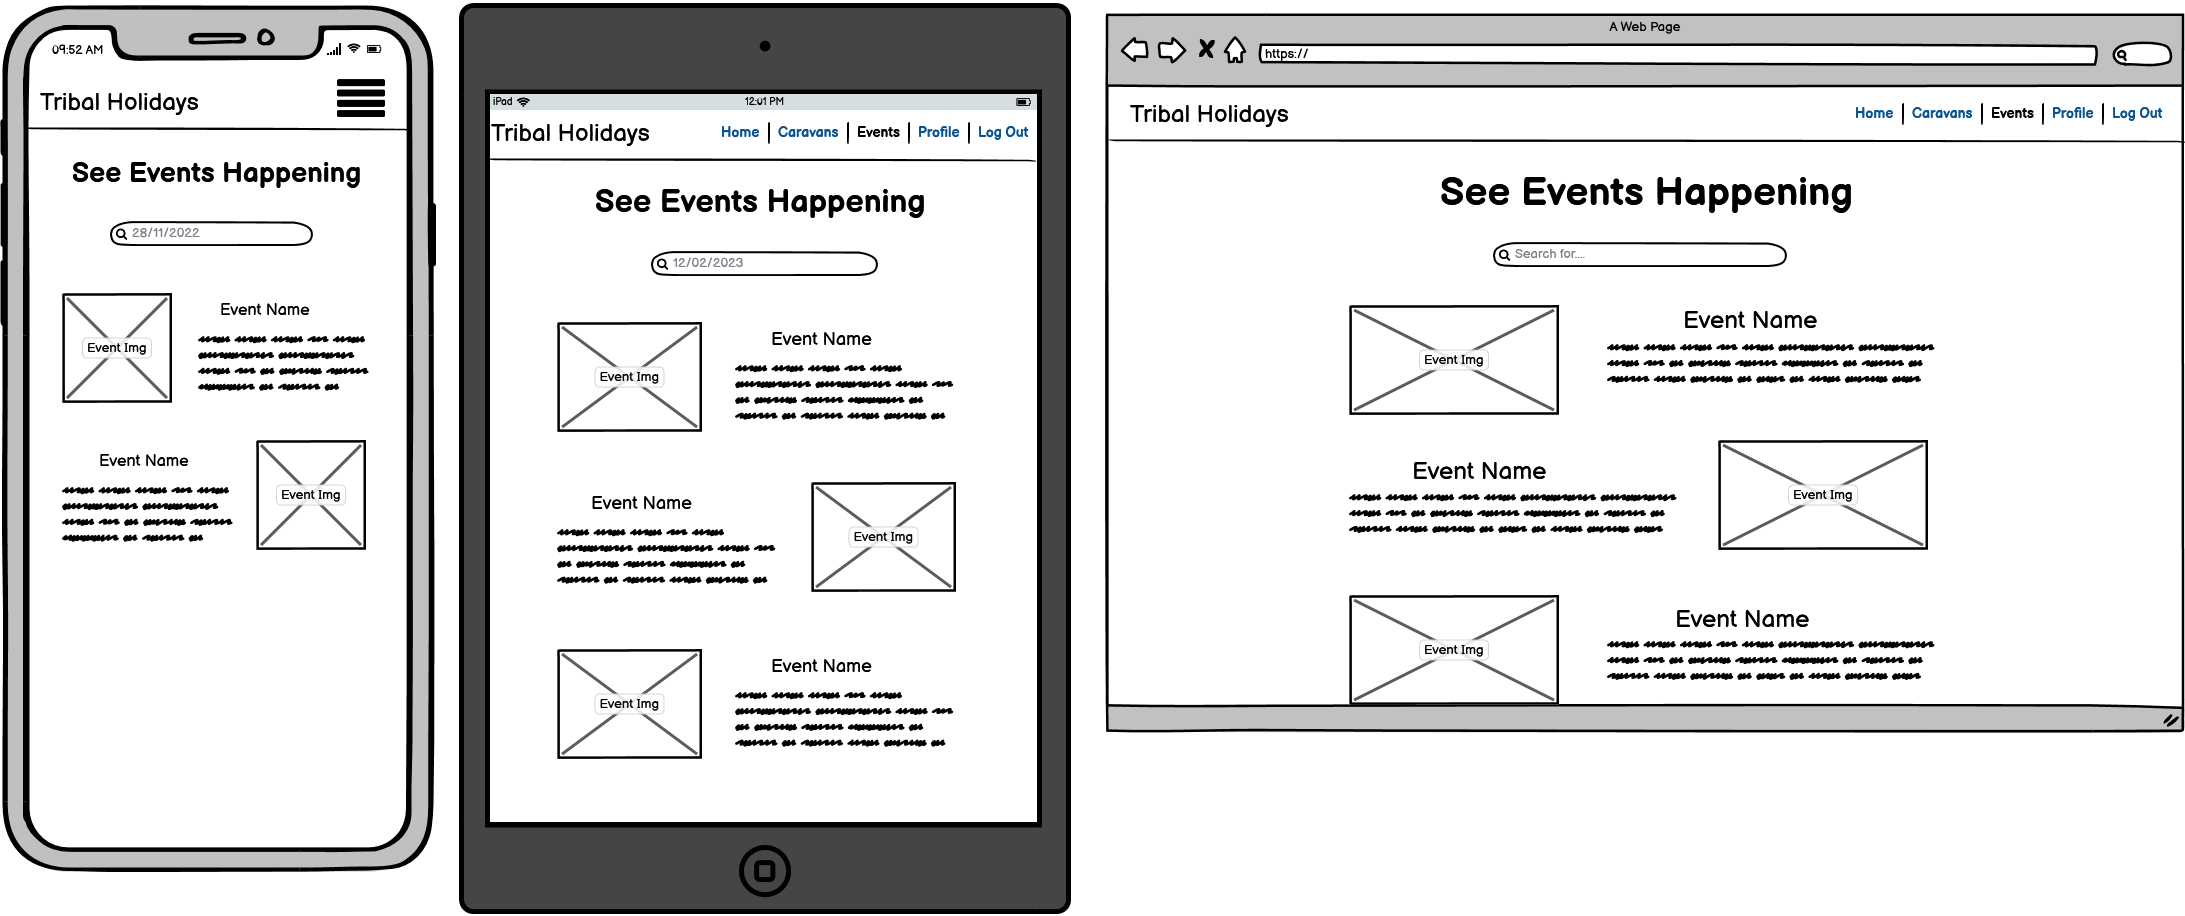 09:52 AM
Tribal Holidays
See Events Happening
28/11/2022
Event Name
Event Img
Event Name
Event Img
iPad
12:01 PM
Tribal Holidays
Home | Caravans | Events | Profile | Log Out
See Events Happening
12/02/2023
Event Name
Event Img
Event Name
Event Img
Event Name
Event Img
A Web Page
https://
Tribal Holidays
Home | Caravans | Events | Profile | Log Out
See Events Happening
Search for....
Event Name
Event Img
Event Name
Event Img
Event Name
Event Img